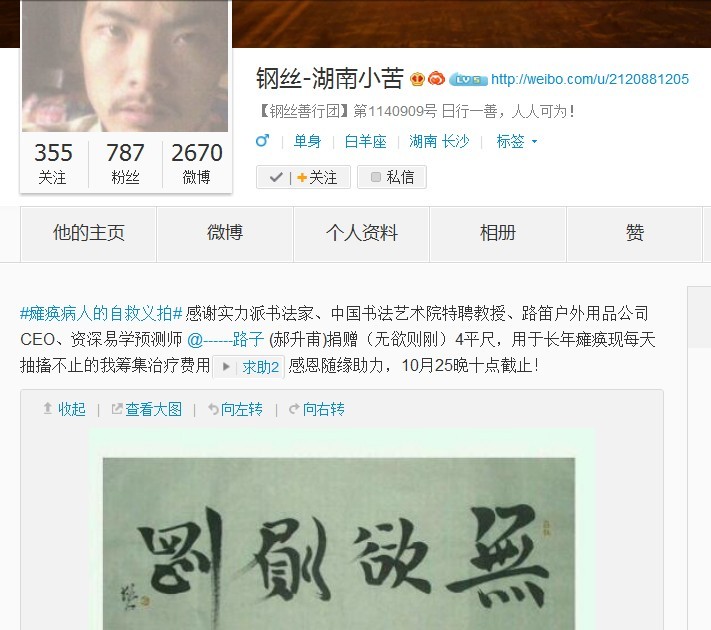 钢丝-湖南小苦 LV5 http://weibo.com/u/2120881205
【钢丝善行团】第1140909号 日行一善，人人可为！
♂ | 单身 | 白羊座 | 湖南 长沙 | 标签
355 787 2670
关注 粉丝 微博
✓ | +关注 私信
他的主页 微博 个人资料 相册 赞
#瘫痪病人的自救义拍# 感谢实力派书法家、中国书法艺术院特聘教授、路笛户外用品公司
CEO、资深易学预测师 @------路子 (郝升甫)捐赠（无欲则刚）4平尺，用于长年瘫痪现每天
抽搐不止的我筹集治疗费用 求助2 感恩随缘助力，10月25晚十点截止！
收起 | 查看大图 | 向左转 | 向右转
無欲則剛